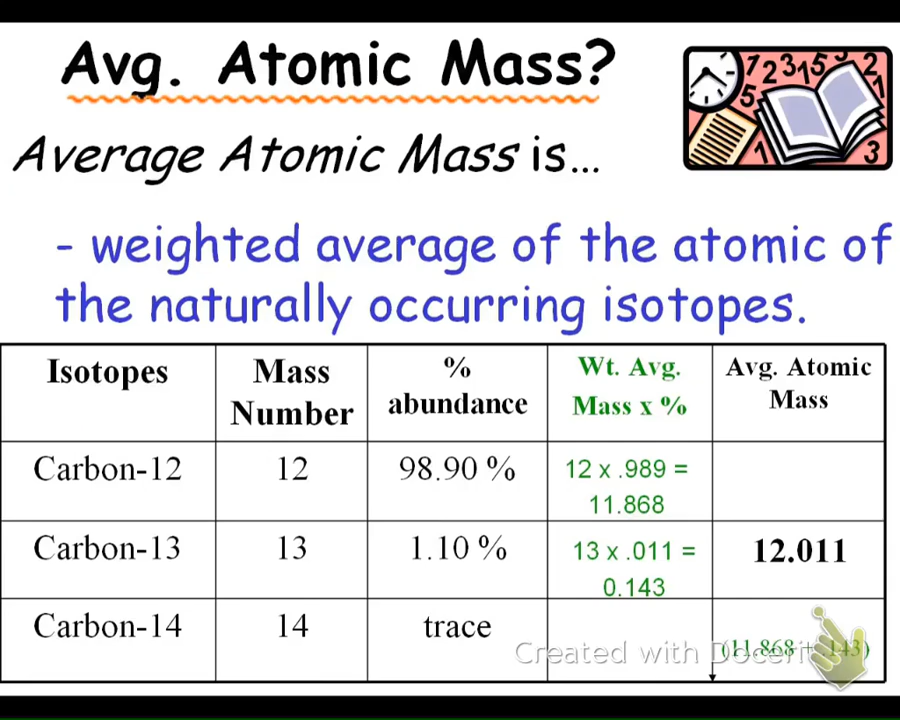 Avg. Atomic Mass?
Average Atomic Mass is...
- weighted average of the atomic of
the naturally occurring isotopes.
Isotopes
Mass
Number
%
abundance
Wt. Avg.
Mass x %
Avg. Atomic
Mass
Carbon-12
12
98.90 %
12 x .989 =
11.868
Carbon-13
13
1.10 %
13 x .011 =
0.143
12.011
Carbon-14
14
trace
(11.868 + .143)
Created with